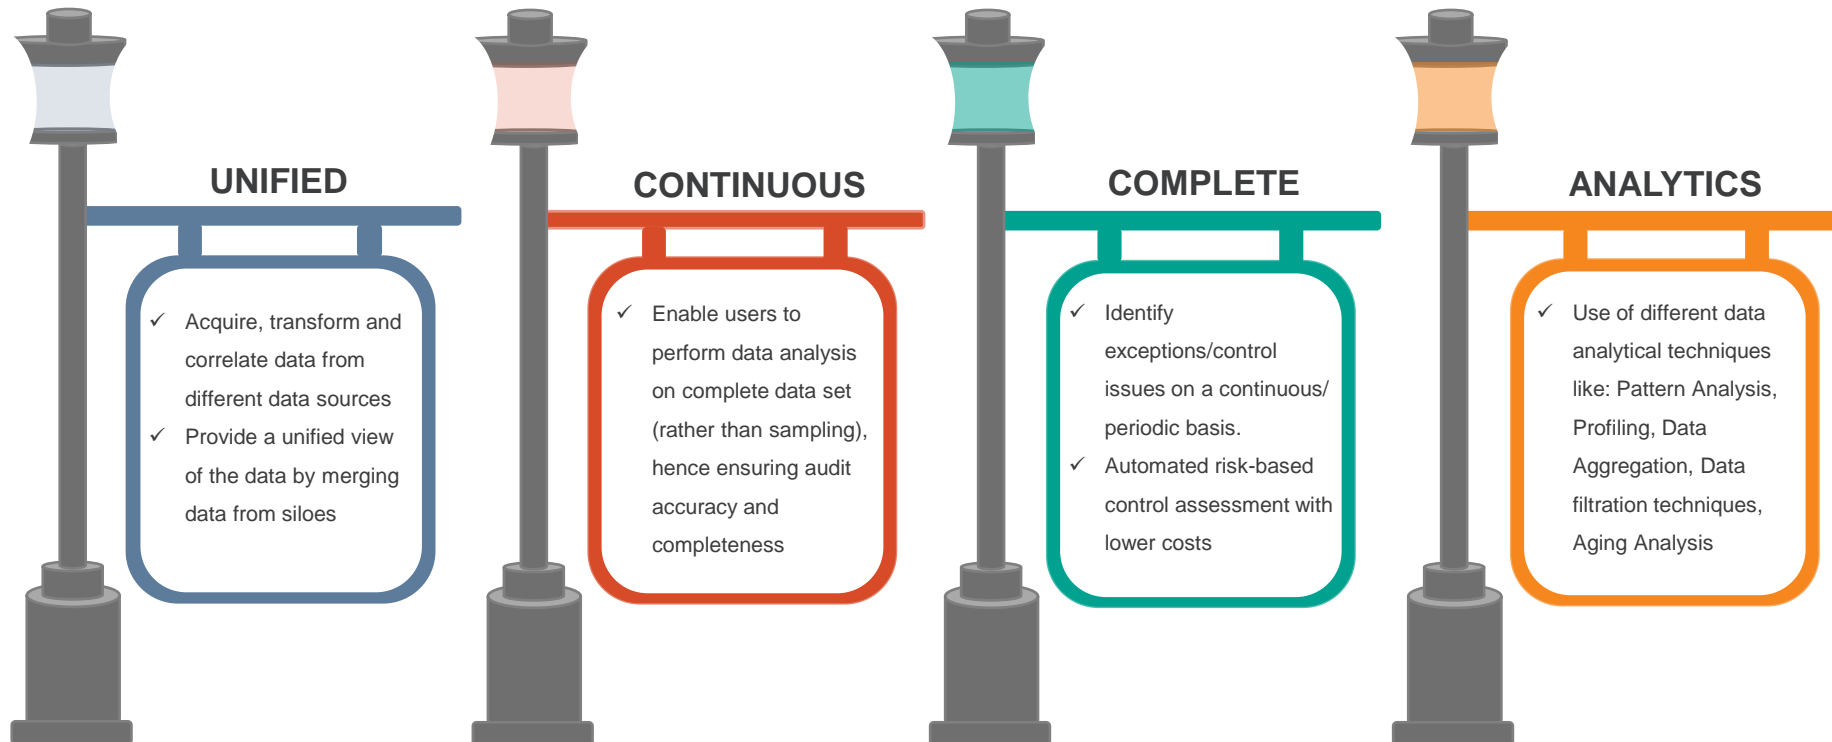 UNIFIED
✓ Acquire, transform and
correlate data from
different data sources
✓ Provide a unified view
of the data by merging
data from siloes
CONTINUOUS
✓ Enable users to
perform data analysis
on complete data set
(rather than sampling),
hence ensuring audit
accuracy and
completeness
COMPLETE
✓ Identify
exceptions/control
issues on a continuous/
periodic basis.
✓ Automated risk-based
control assessment with
lower costs
ANALYTICS
✓ Use of different data
analytical techniques
like: Pattern Analysis,
Profiling, Data
Aggregation, Data
filtration techniques,
Aging Analysis